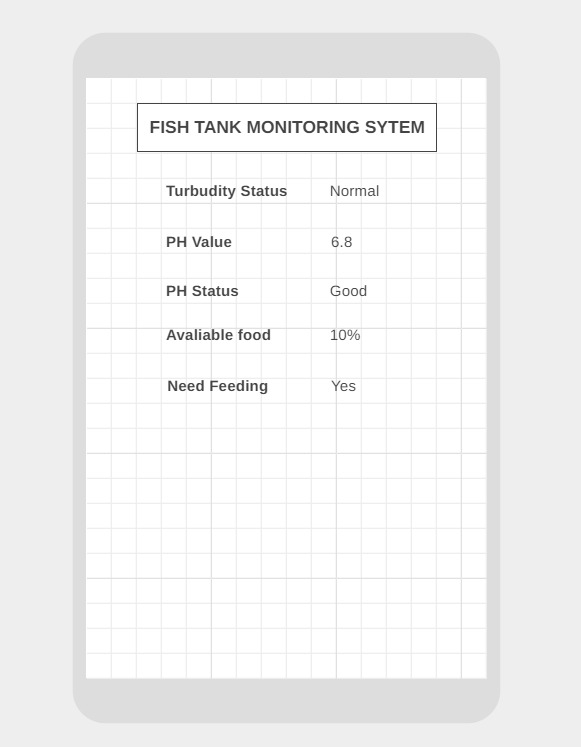 FISH TANK MONITORING SYTEM
Turbudity Status Normal
PH Value 6.8
PH Status Good
Avaliable food 10%
Need Feeding Yes